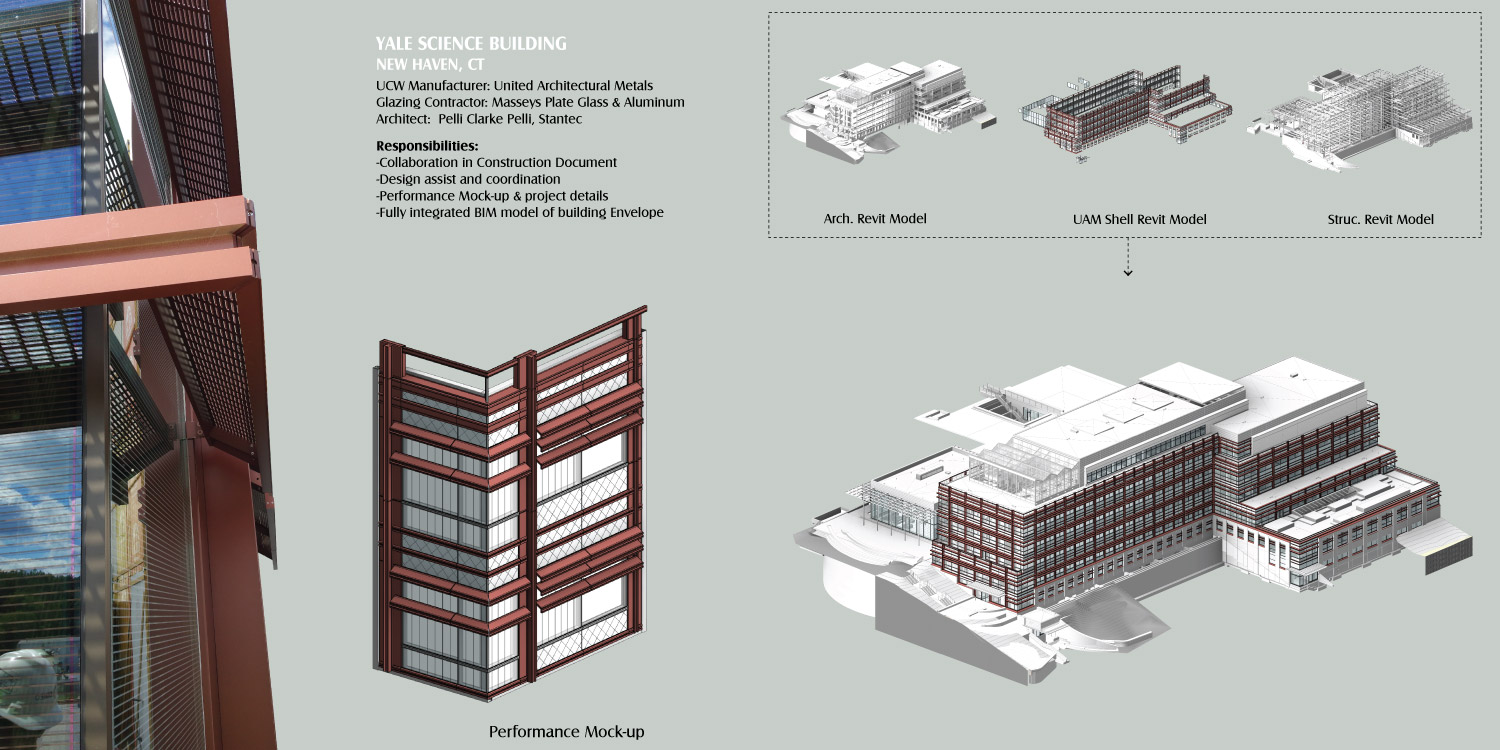 YALE SCIENCE BUILDING
NEW HAVEN, CT
UCW Manufacturer: United Architectural Metals
Glazing Contractor: Masseys Plate Glass & Aluminum
Architect: Pelli Clarke Pelli, Stantec
Responsibilities:
-Collaboration in Construction Document
-Design assist and coordination
-Performance Mock-up & project details
-Fully integrated BIM model of building Envelope
Arch. Revit Model
UAM Shell Revit Model
Struc. Revit Model
Performance Mock-up